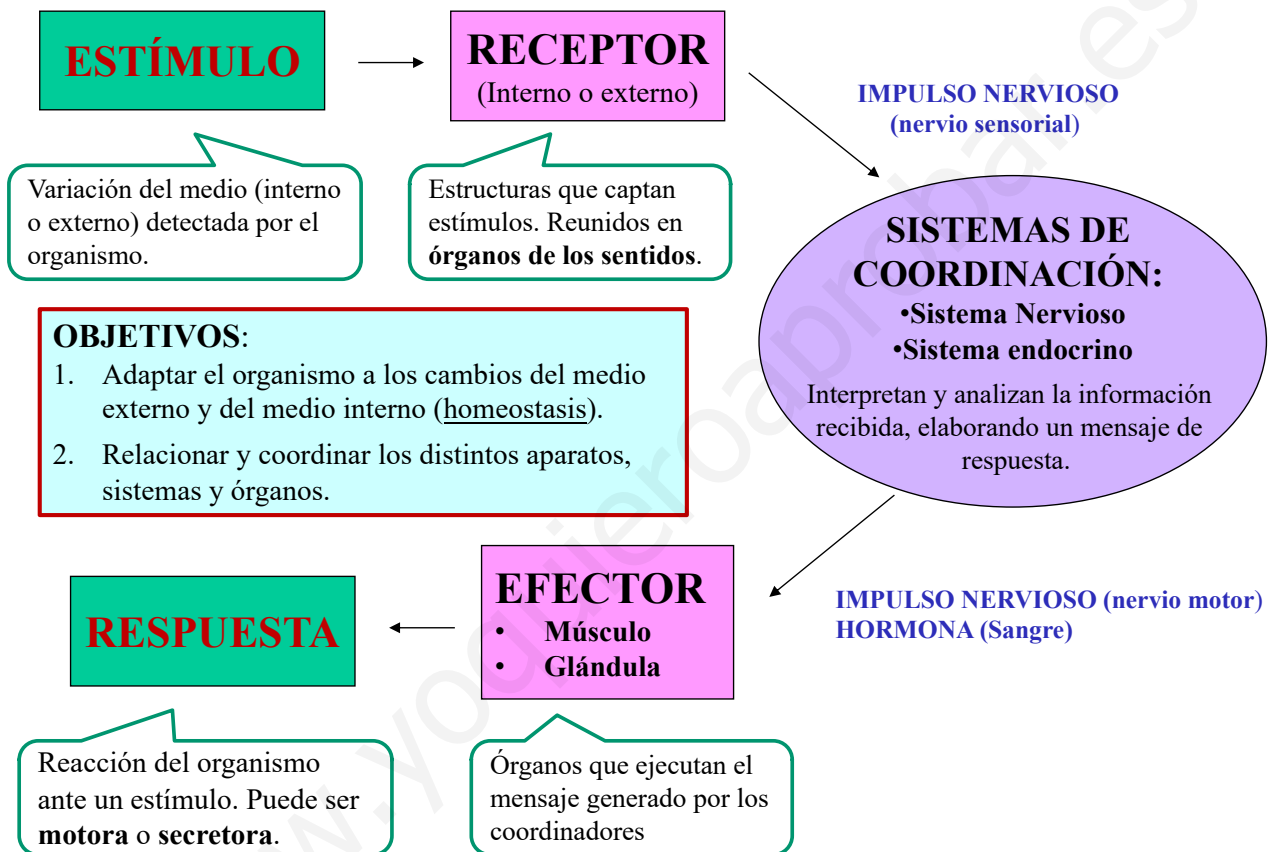 ESTÍMULO
RECEPTOR
(Interno o externo)
IMPULSO NERVIOSO
(nervio sensorial)
Variación del medio (interno
o externo) detectada por el
organismo.
Estructuras que captan
estímulos. Reunidos en
órganos de los sentidos.
SISTEMAS DE
COORDINACIÓN:
•Sistema Nervioso
•Sistema endocrino
Interpretan y analizan la información
recibida, elaborando un mensaje de
respuesta.
OBJETIVOS:
1. Adaptar el organismo a los cambios del medio
externo y del medio interno (homeostasis).
2. Relacionar y coordinar los distintos aparatos,
sistemas y órganos.
IMPULSO NERVIOSO (nervio motor)
HORMONA (Sangre)
EFECTOR
• Músculo
• Glándula
RESPUESTA
Órganos que ejecutan el
mensaje generado por los
coordinadores
Reacción del organismo
ante un estímulo. Puede ser
motora o secretora.
www.yoquieroaprobar.es